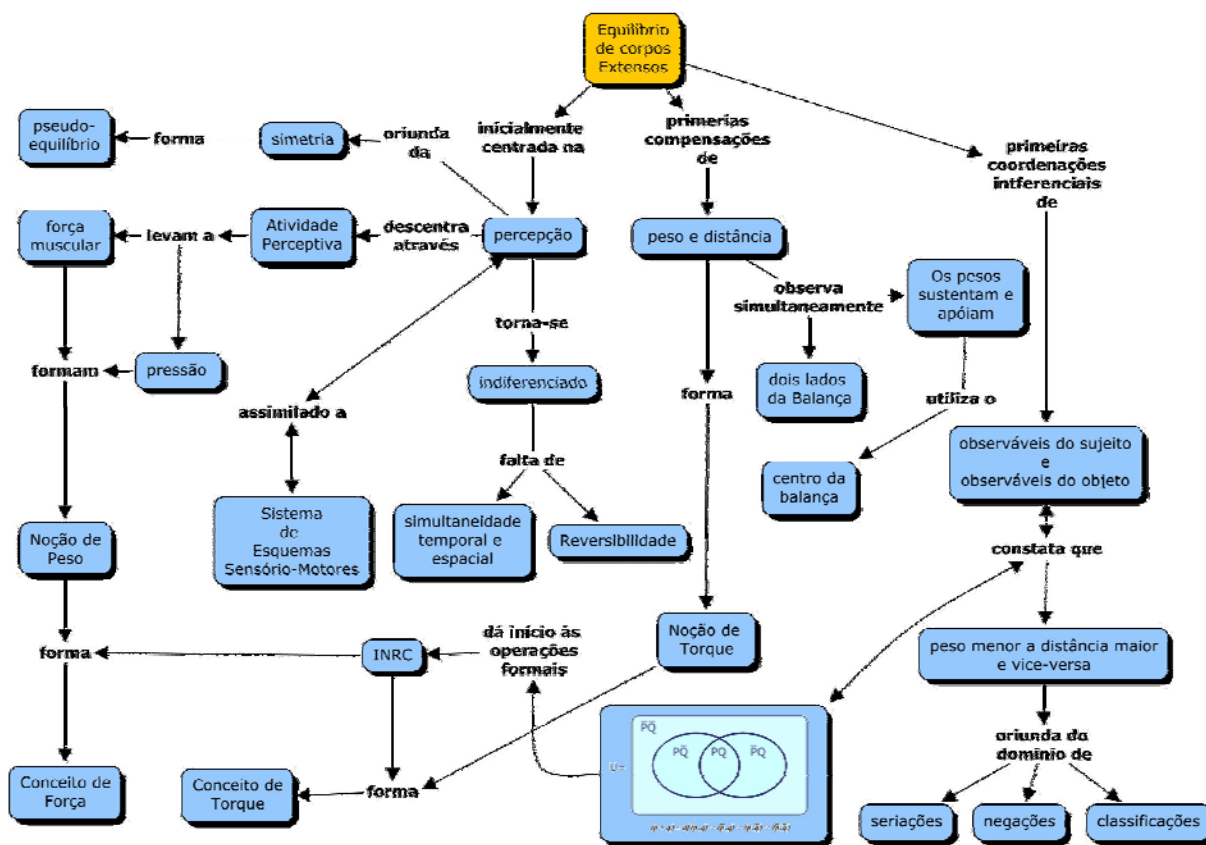 Equilíbrio
de corpos
Extensos
pseudo-
equilíbrio
forma
simetria
oriunda
da
inicialmente
centrada na
primerias
compensações
de
primeiras
coordenações
intferenciais
de
força
muscular
levam a
Atividade
Perceptiva
descentra
através
percepção
peso e distância
observa
simultaneamente
Os pesos
sustentam e
apóiam
torna-se
formam
pressão
indiferenciado
forma
dois lados
da Balança
utiliza o
assimilado a
observáveis do sujeito
e
observáveis do objeto
falta de
centro da
balança
Sistema
de
Esquemas
Sensório-Motores
simultaneidade
temporal e
espacial
Reversibilidade
Noção de
Peso
constata que
Noção de
Torque
dá início às
operações
formais
forma
INRC
peso menor a distância maior
e vice-versa
P̅Q̅
PQ̅
PQ
P̅Q
U=
oriunda do
domínio de
Conceito de
Força
Conceito de
Torque
forma
seriações
negações
classificações